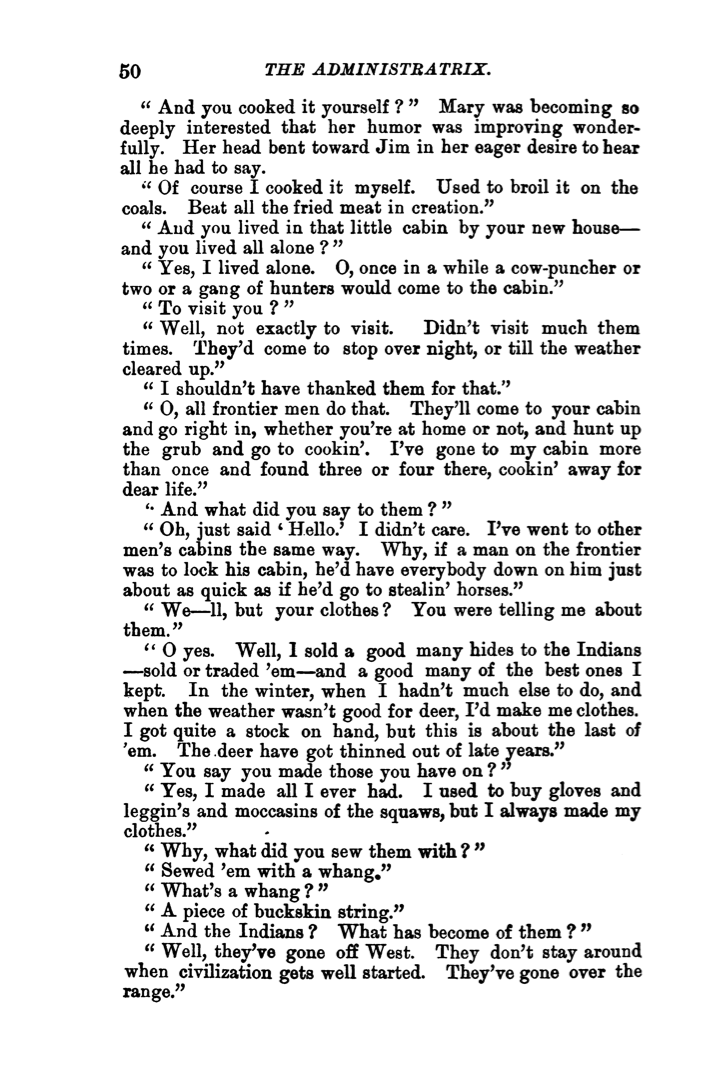 50 THE ADMINISTRATRIX.
“ And you cooked it yourself ? ” Mary was becoming so
deeply interested that her humor was improving wonder-
fully. Her head bent toward Jim in her eager desire to hear
all he had to say.
“ Of course I cooked it myself. Used to broil it on the
coals. Beat all the fried meat in creation.”
“ And you lived in that little cabin by your new house—
and you lived all alone ? ”
“ Yes, I lived alone. O, once in a while a cow-puncher or
two or a gang of hunters would come to the cabin.”
“ To visit you ? ”
“ Well, not exactly to visit. Didn’t visit much them
times. They’d come to stop over night, or till the weather
cleared up.”
“ I shouldn’t have thanked them for that.”
“ O, all frontier men do that. They’ll come to your cabin
and go right in, whether you’re at home or not, and hunt up
the grub and go to cookin’. I’ve gone to my cabin more
than once and found three or four there, cookin’ away for
dear life.”
“ And what did you say to them ? ”
“ Oh, just said ‘ Hello.’ I didn’t care. I’ve went to other
men’s cabins the same way. Why, if a man on the frontier
was to lock his cabin, he’d have everybody down on him just
about as quick as if he’d go to stealin’ horses.”
“ We—ll, but your clothes ? You were telling me about
them.”
“ O yes. Well, I sold a good many hides to the Indians
—sold or traded ’em—and a good many of the best ones I
kept. In the winter, when I hadn’t much else to do, and
when the weather wasn’t good for deer, I’d make me clothes.
I got quite a stock on hand, but this is about the last of
’em. The deer have got thinned out of late years.”
“ You say you made those you have on ? ”
“ Yes, I made all I ever had. I used to buy gloves and
leggin’s and moccasins of the squaws, but I always made my
clothes.”
“ Why, what did you sew them with ? ”
“ Sewed ’em with a whang.”
“ What’s a whang ? ”
“ A piece of buckskin string.”
“ And the Indians ? What has become of them ? ”
“ Well, they’ve gone off West. They don’t stay around
when civilization gets well started. They’ve gone over the
range.”